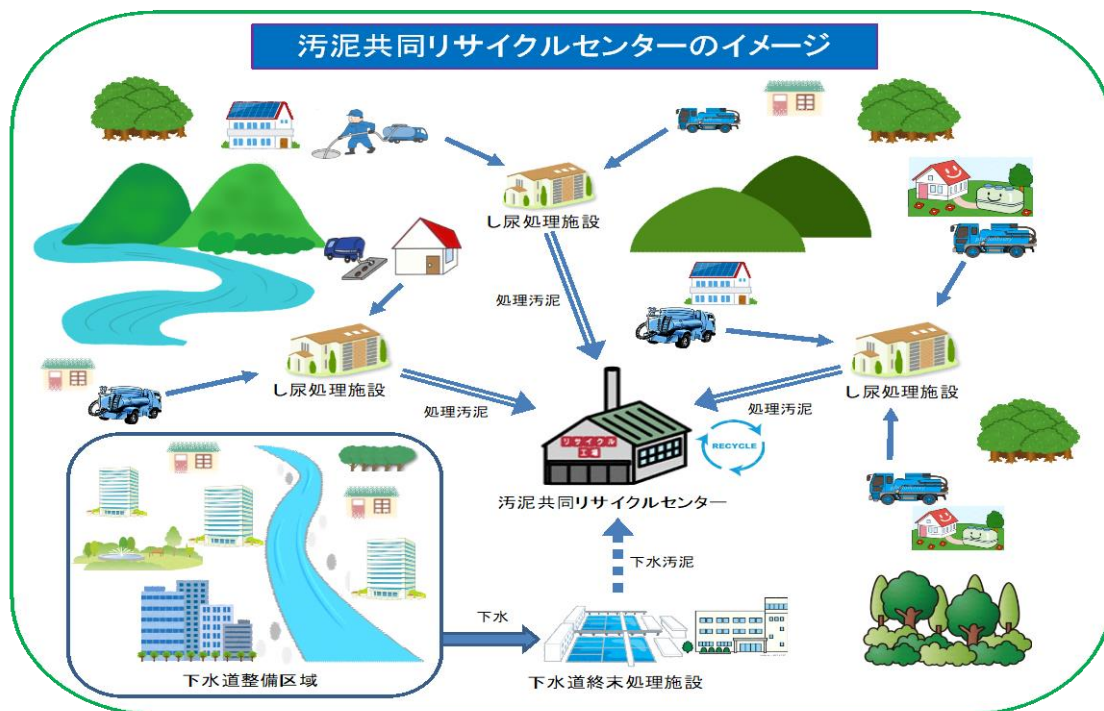 汚泥共同リサイクルセンターのイメージ
し尿処理施設
処理汚泥
し尿処理施設
処理汚泥
し尿処理施設
処理汚泥
リサイクル
工場
RECYCLE
汚泥共同リサイクルセンター
下水汚泥
下水
下水道整備区域
下水道終末処理施設